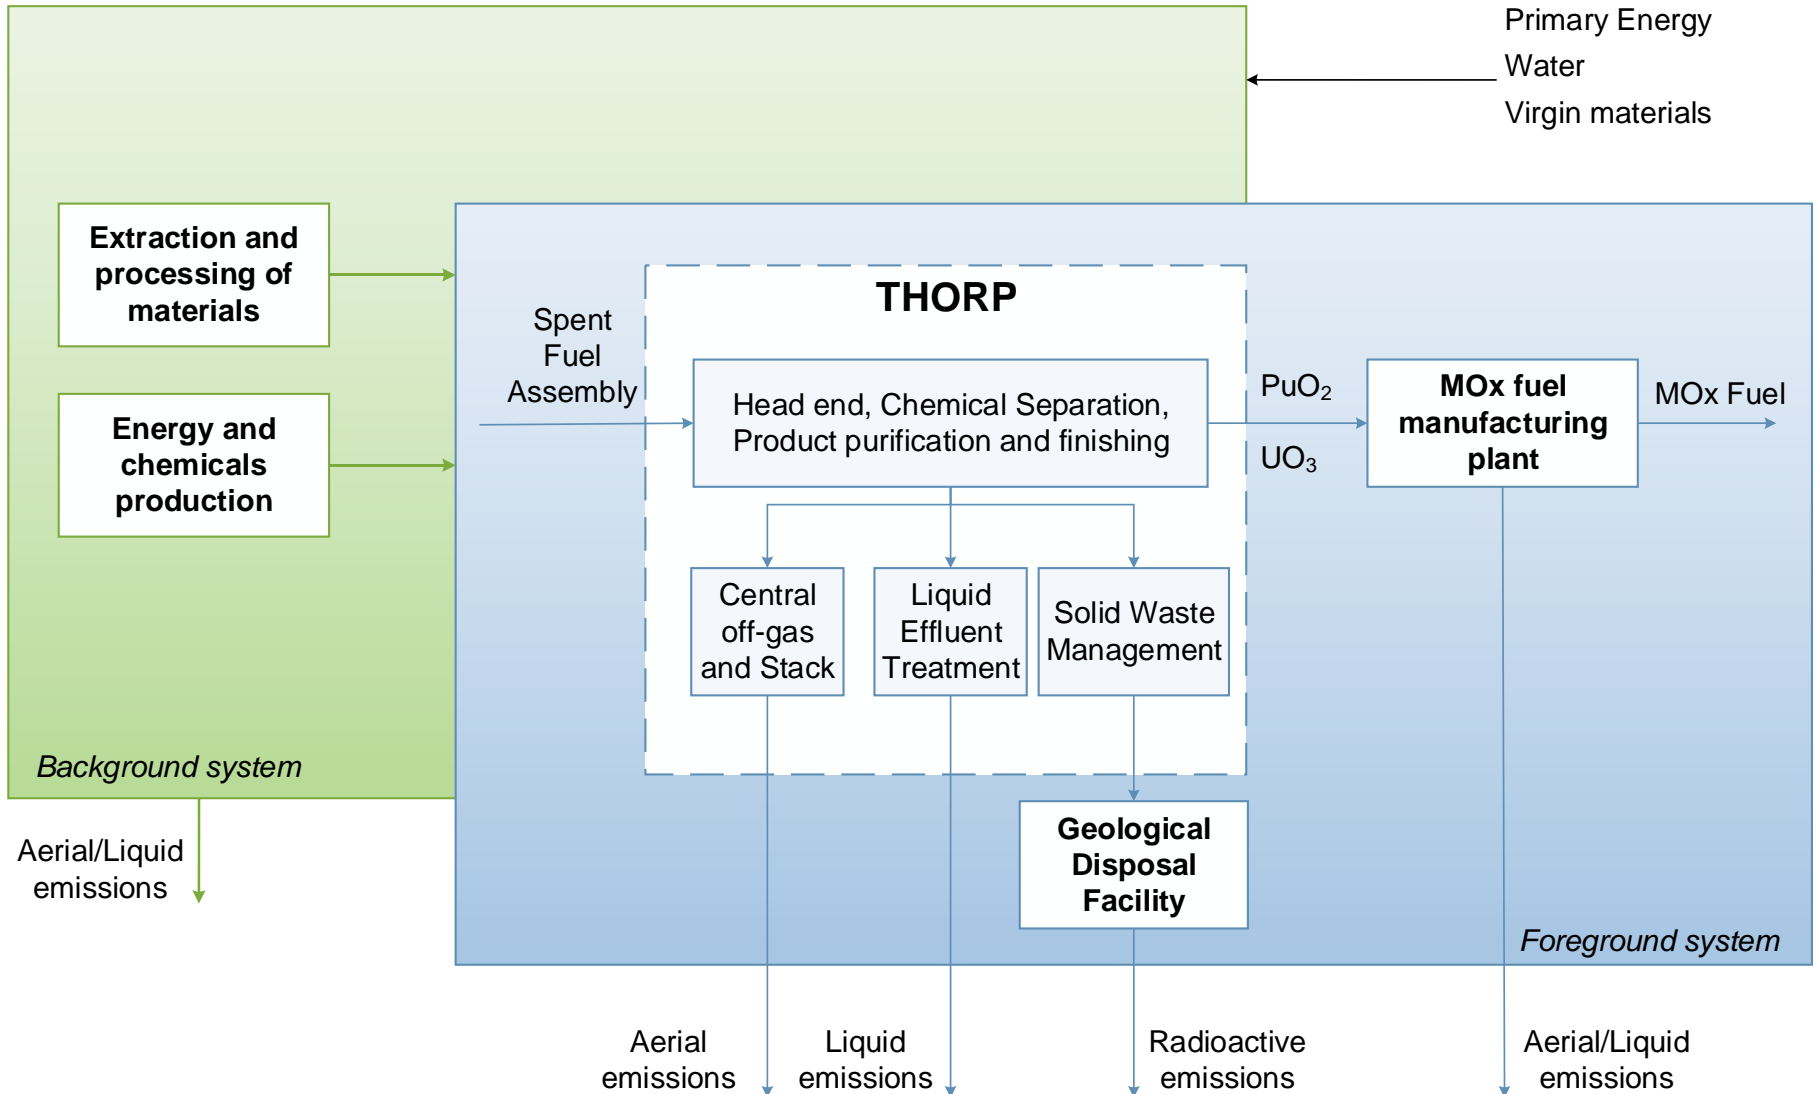 Primary Energy
Water
Virgin materials
Extraction and
processing of
materials
Energy and
chemicals
production
Background system
Aerial/Liquid
emissions
Spent
Fuel
Assembly
THORP
Head end, Chemical Separation,
Product purification and finishing
Central
off-gas
and Stack
Liquid
Effluent
Treatment
Solid Waste
Management
PuO₂
UO₃
MOx fuel
manufacturing
plant
MOx Fuel
Geological
Disposal
Facility
Foreground system
Aerial
emissions
Liquid
emissions
Radioactive
emissions
Aerial/Liquid
emissions